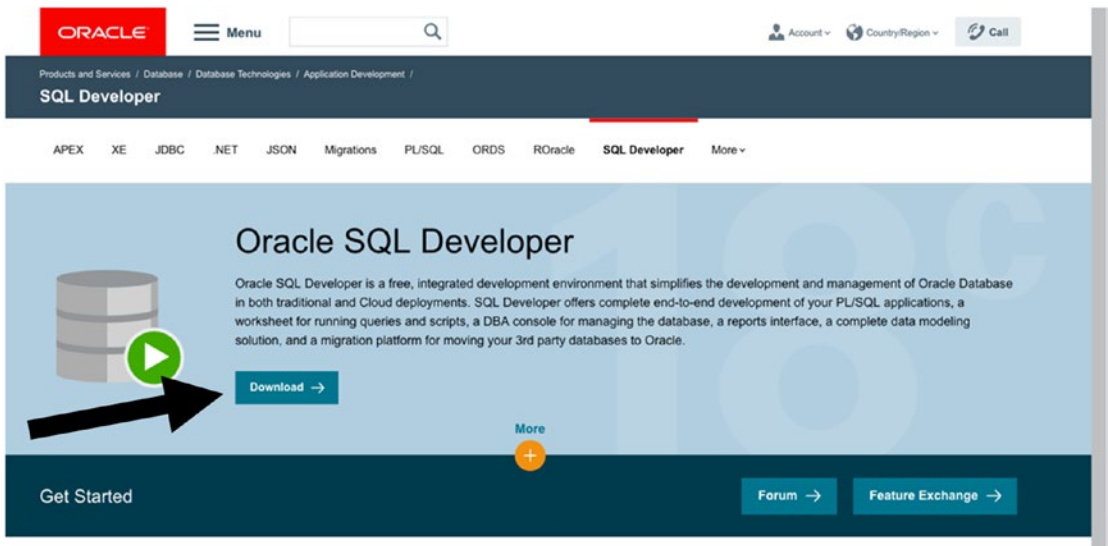 ORACLE
Menu
Account
Country/Region
Call
Products and Services / Database / Database Technologies / Application Development /
SQL Developer
APEX XE JDBC .NET JSON Migrations PL/SQL ORDS ROracle SQL Developer More
18c
Oracle SQL Developer
Oracle SQL Developer is a free, integrated development environment that simplifies the development and management of Oracle Database
in both traditional and Cloud deployments. SQL Developer offers complete end-to-end development of your PL/SQL applications, a
worksheet for running queries and scripts, a DBA console for managing the database, a reports interface, a complete data modeling
solution, and a migration platform for moving your 3rd party databases to Oracle.
Download →
More
+
Get Started
Forum →
Feature Exchange →